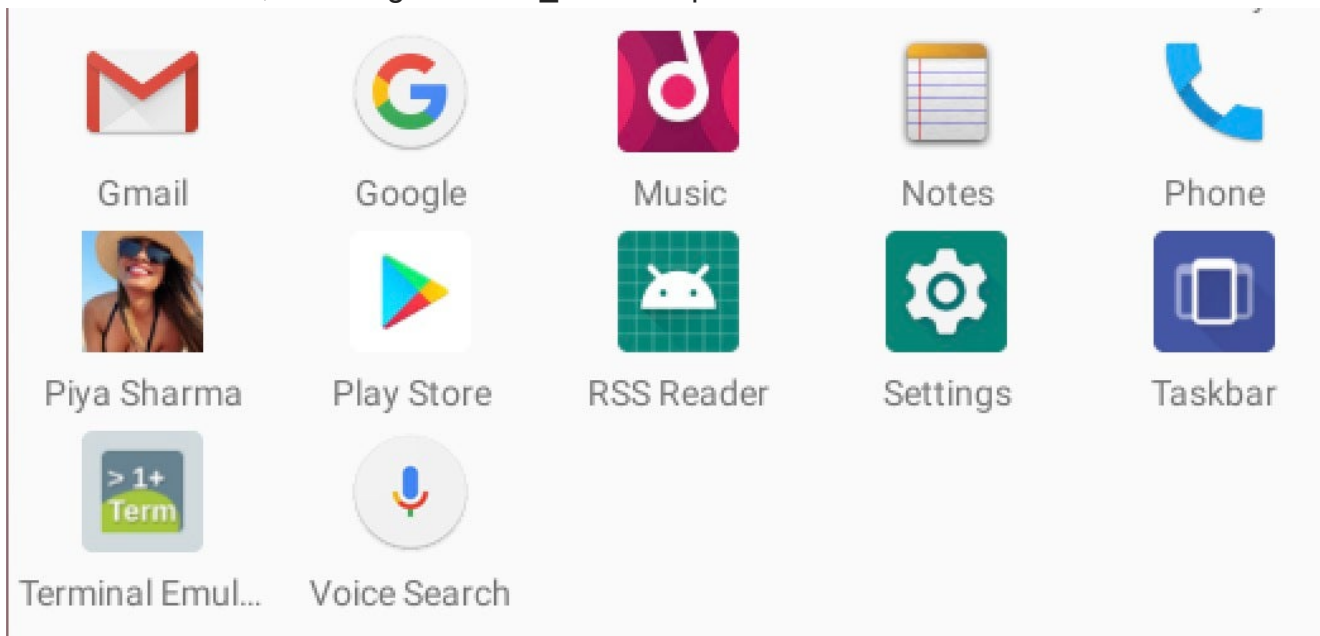 Gmail Google Music Notes Phone
Piya Sharma Play Store RSS Reader Settings Taskbar
> 1+
Term
Terminal Emul... Voice Search